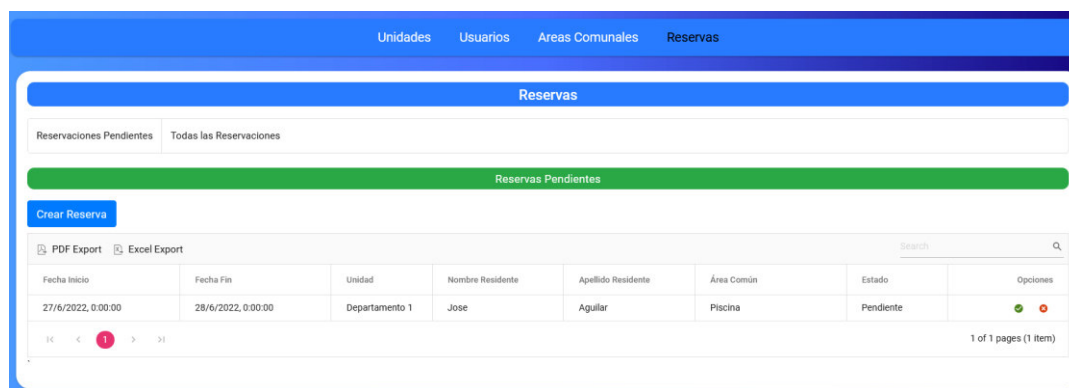 Unidades Usuarios Areas Comunales Reservas
Reservas
Reservaciones Pendientes Todas las Reservaciones
Reservas Pendientes
Crear Reserva
PDF Export Excel Export Search
Fecha Inicio Fecha Fin Unidad Nombre Residente Apellido Residente Área Común Estado Opciones
27/6/2022, 0:00:00 28/6/2022, 0:00:00 Departamento 1 Jose Aguilar Piscina Pendiente
1 1 of 1 pages (1 item)